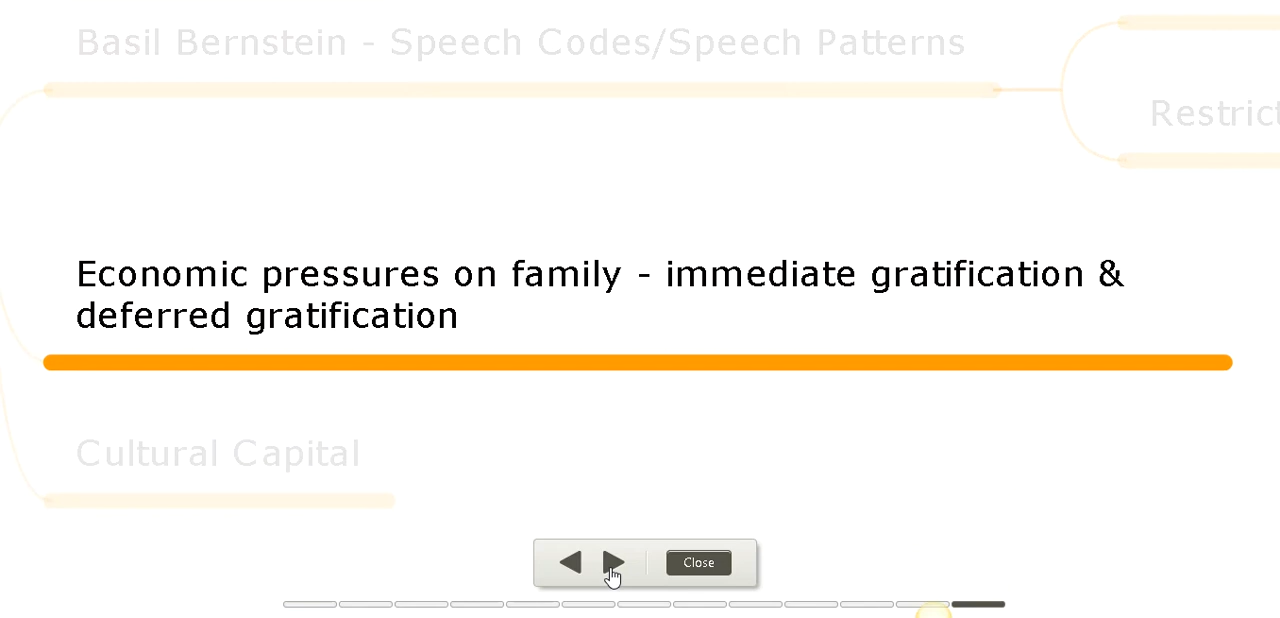 Basil Bernstein - Speech Codes/Speech Patterns
Restrict
Economic pressures on family - immediate gratification &
deferred gratification
Cultural Capital
Close